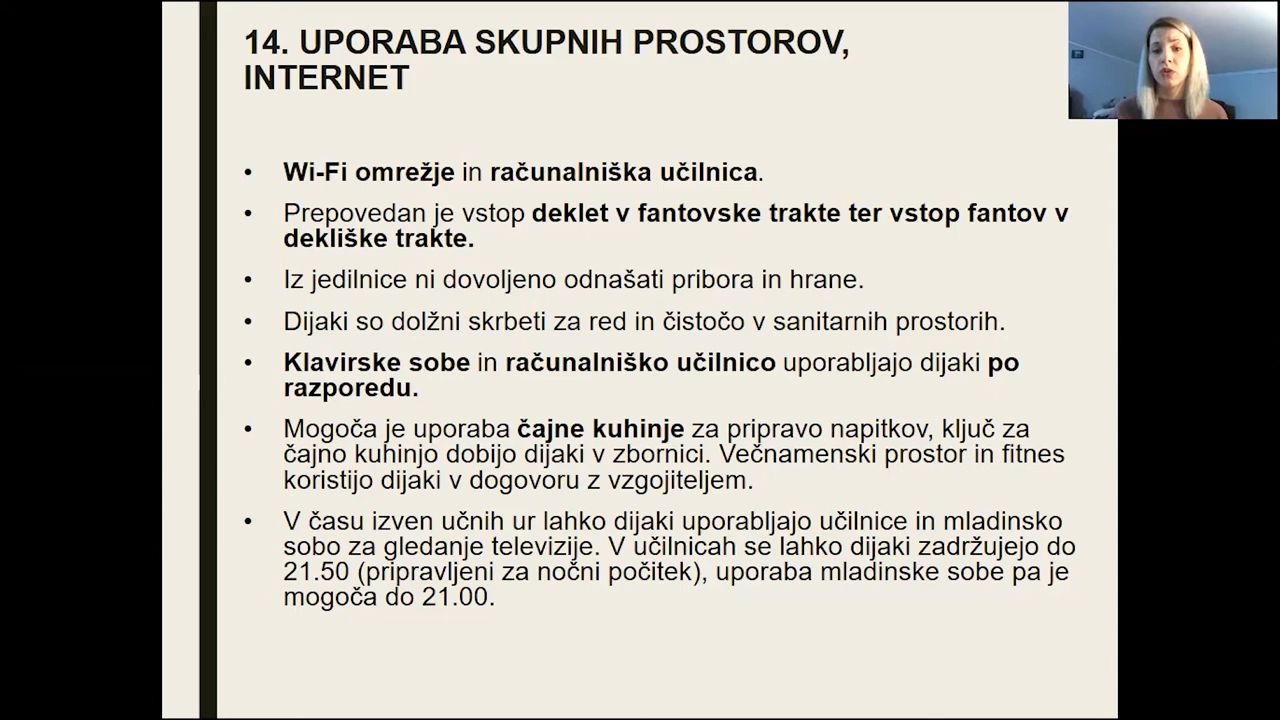 14. UPORABA SKUPNIH PROSTOROV,
INTERNET
• Wi-Fi omrežje in računalniška učilnica.
• Prepovedan je vstop deklet v fantovske trakte ter vstop fantov v
dekliške trakte.
• Iz jedilnice ni dovoljeno odnašati pribora in hrane.
• Dijaki so dolžni skrbeti za red in čistočo v sanitarnih prostorih.
• Klavirske sobe in računalniško učilnico uporabljajo dijaki po
razporedu.
• Mogoča je uporaba čajne kuhinje za pripravo napitkov, ključ za
čajno kuhinjo dobijo dijaki v zbornici. Večnamenski prostor in fitnes
koristijo dijaki v dogovoru z vzgojiteljem.
• V času izven učnih ur lahko dijaki uporabljajo učilnice in mladinsko
sobo za gledanje televizije. V učilnicah se lahko dijaki zadržujejo do
21.50 (pripravljeni za nočni počitek), uporaba mladinske sobe pa je
mogoča do 21.00.